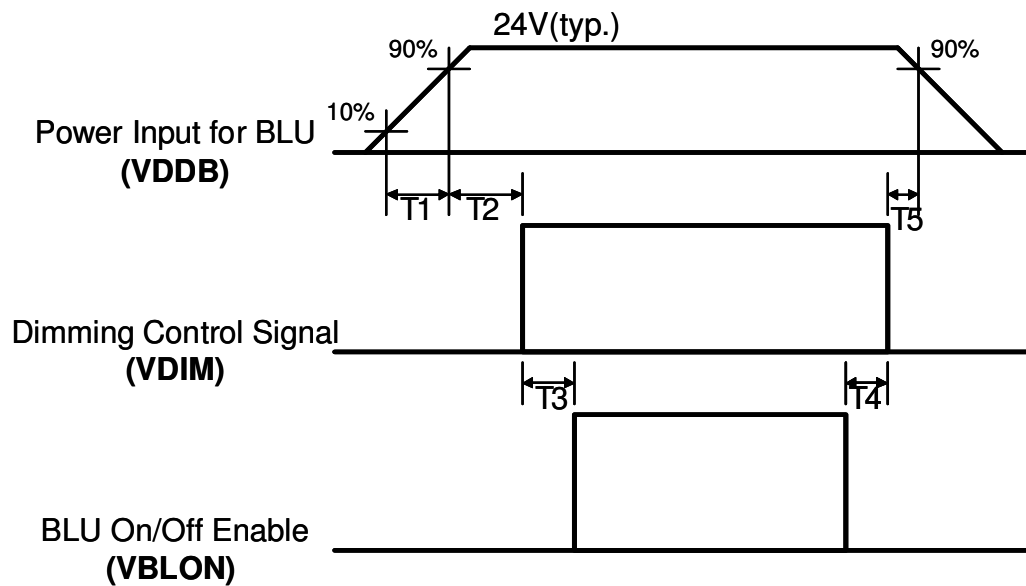 24V(typ.)
90%
90%
10%
Power Input for BLU
(VDDB)
T1
T2
T5
Dimming Control Signal
(VDIM)
T3
T4
BLU On/Off Enable
(VBLON)